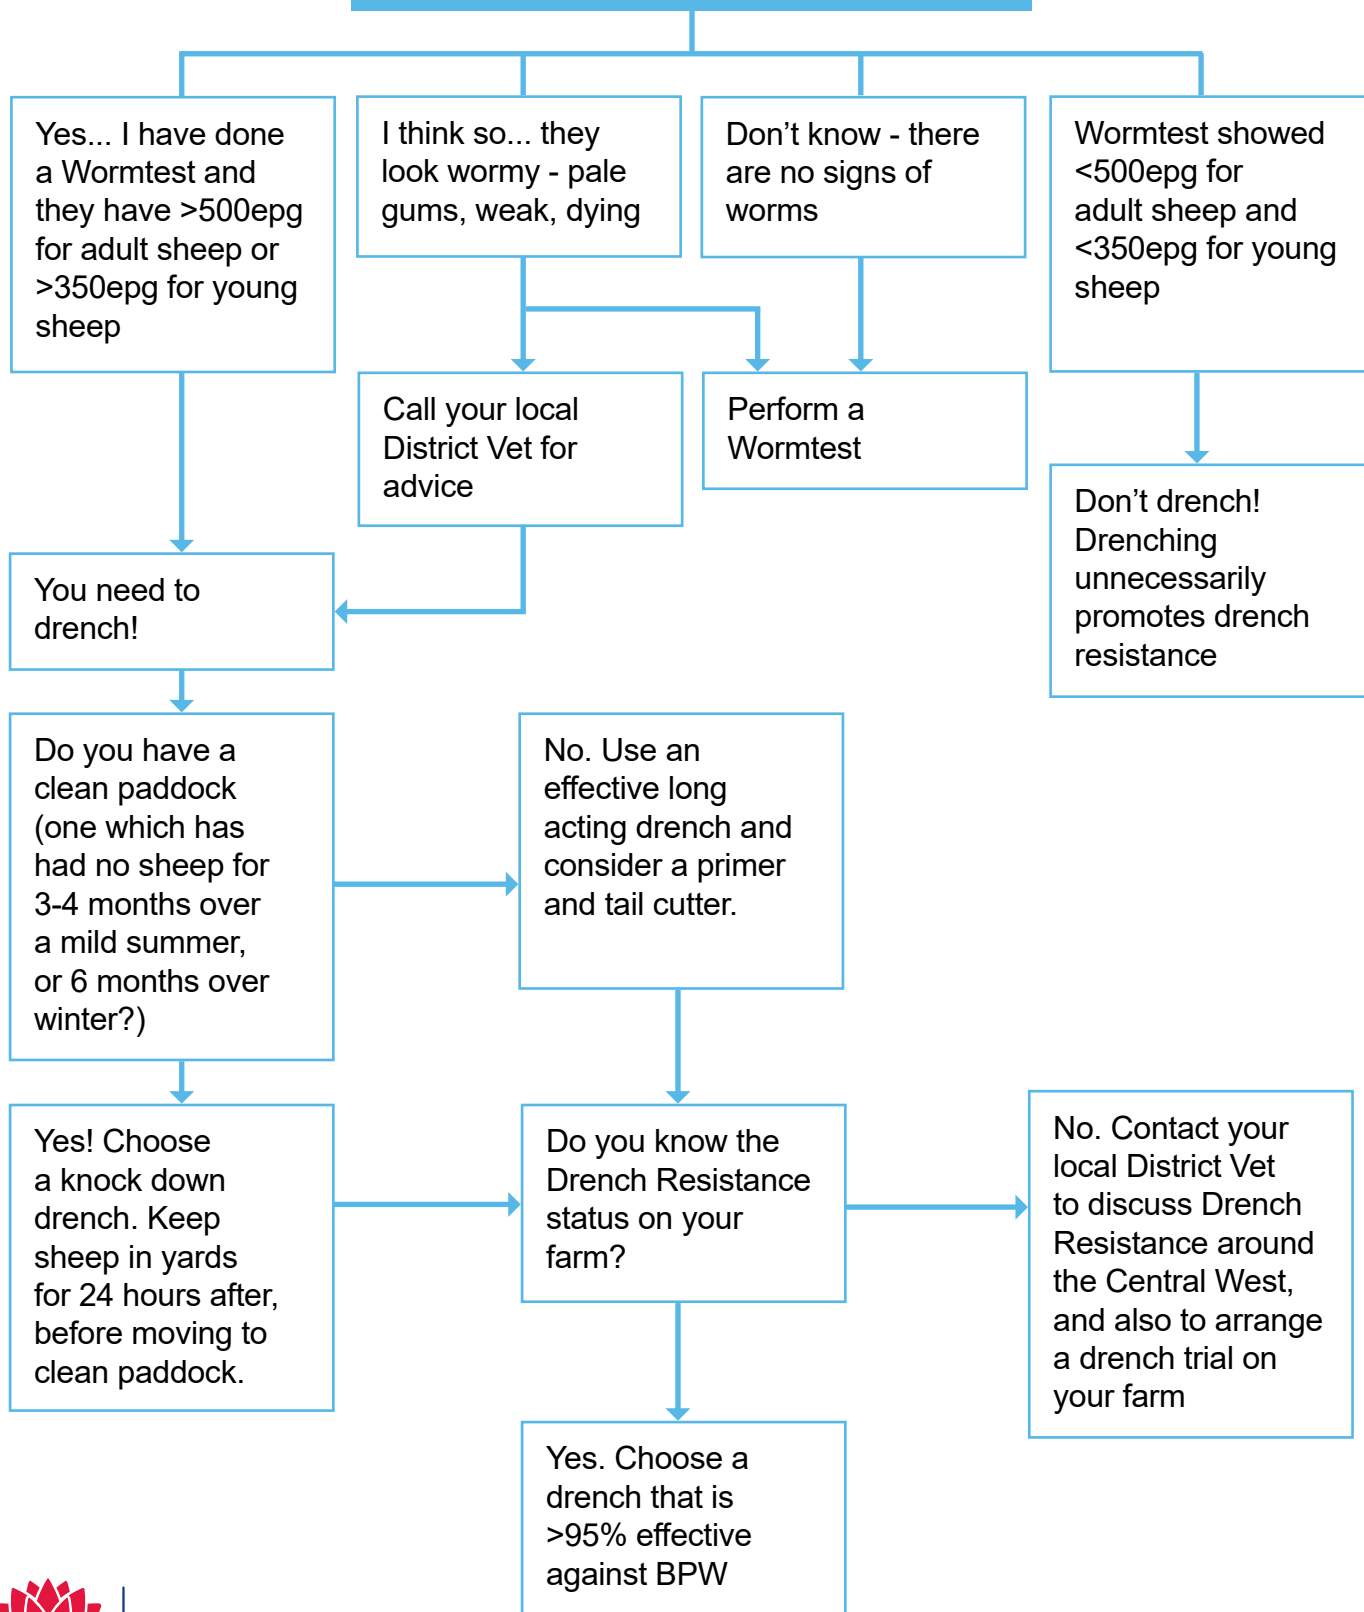 Yes... I have done
a Wormtest and
they have >500epg
for adult sheep or
>350epg for young
sheep
I think so... they
look wormy - pale
gums, weak, dying
Don’t know - there
are no signs of
worms
Wormtest showed
<500epg for
adult sheep and
<350epg for young
sheep
Call your local
District Vet for
advice
Perform a
Wormtest
Don’t drench!
Drenching
unnecessarily
promotes drench
resistance
You need to
drench!
Do you have a
clean paddock
(one which has
had no sheep for
3-4 months over
a mild summer,
or 6 months over
winter?)
No. Use an
effective long
acting drench and
consider a primer
and tail cutter.
Yes! Choose
a knock down
drench. Keep
sheep in yards
for 24 hours after,
before moving to
clean paddock.
Do you know the
Drench Resistance
status on your
farm?
No. Contact your
local District Vet
to discuss Drench
Resistance around
the Central West,
and also to arrange
a drench trial on
your farm
Yes. Choose a
drench that is
>95% effective
against BPW